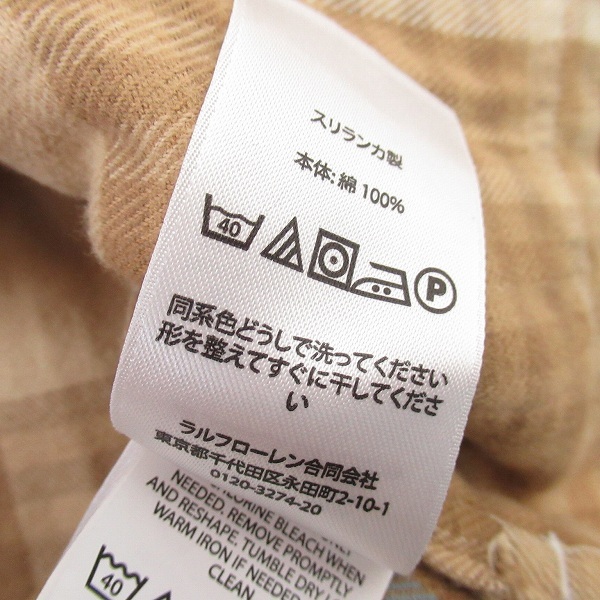 スリランカ製
本体: 綿 100%
40
P
同系色どうしで洗ってください
形を整えてすぐに干してくださ
い
ラルフローレン合同会社
東京都千代田区永田町2-10-1
0120-3274-20
BLEACH WHEN
NEEDED. REMOVE PROMPTLY
AND RESHAPE, TUMBLE DRY
WARM IRON IF NEEDED
CLEAN.
40